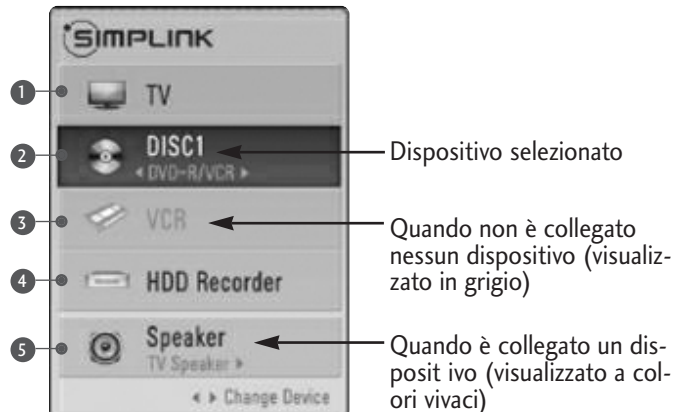 SIMPLINK
1 TV
2 DISC1
◂ DVD-R/VCR ▸
Dispositivo selezionato
3 VCR
Quando non è collegato
nessun dispositivo (visualiz-
zato in grigio)
4 HDD Recorder
5 Speaker
TV Speaker ▸
Quando è collegato un dis-
posit ivo (visualizzato a col-
ori vivaci)
◂ ▸ Change Device